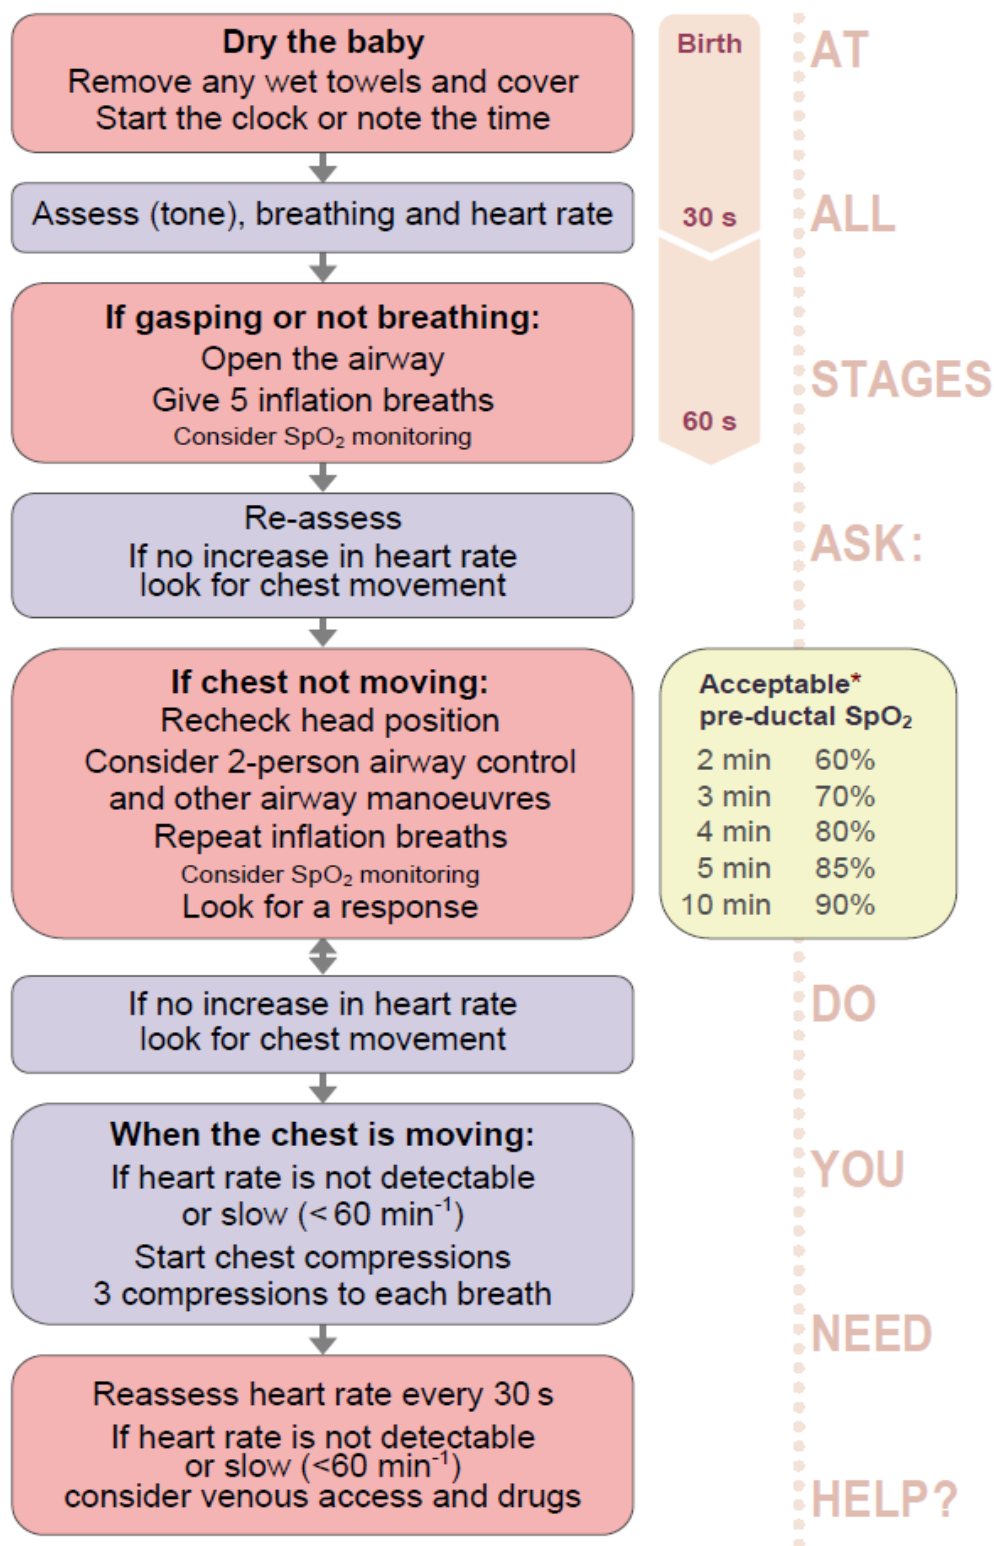 Dry the baby
Remove any wet towels and cover
Start the clock or note the time
Assess (tone), breathing and heart rate
If gasping or not breathing:
Open the airway
Give 5 inflation breaths
Consider SpO₂ monitoring
Re-assess
If no increase in heart rate
look for chest movement
If chest not moving:
Recheck head position
Consider 2-person airway control
and other airway manoeuvres
Repeat inflation breaths
Consider SpO₂ monitoring
Look for a response
If no increase in heart rate
look for chest movement
When the chest is moving:
If heart rate is not detectable
or slow (< 60 min⁻¹)
Start chest compressions
3 compressions to each breath
Reassess heart rate every 30 s
If heart rate is not detectable
or slow (<60 min⁻¹)
consider venous access and drugs
Birth
30 s
60 s
Acceptable*
pre-ductal SpO₂
2 min 60%
3 min 70%
4 min 80%
5 min 85%
10 min 90%
AT
ALL
STAGES
ASK:
DO
YOU
NEED
HELP?